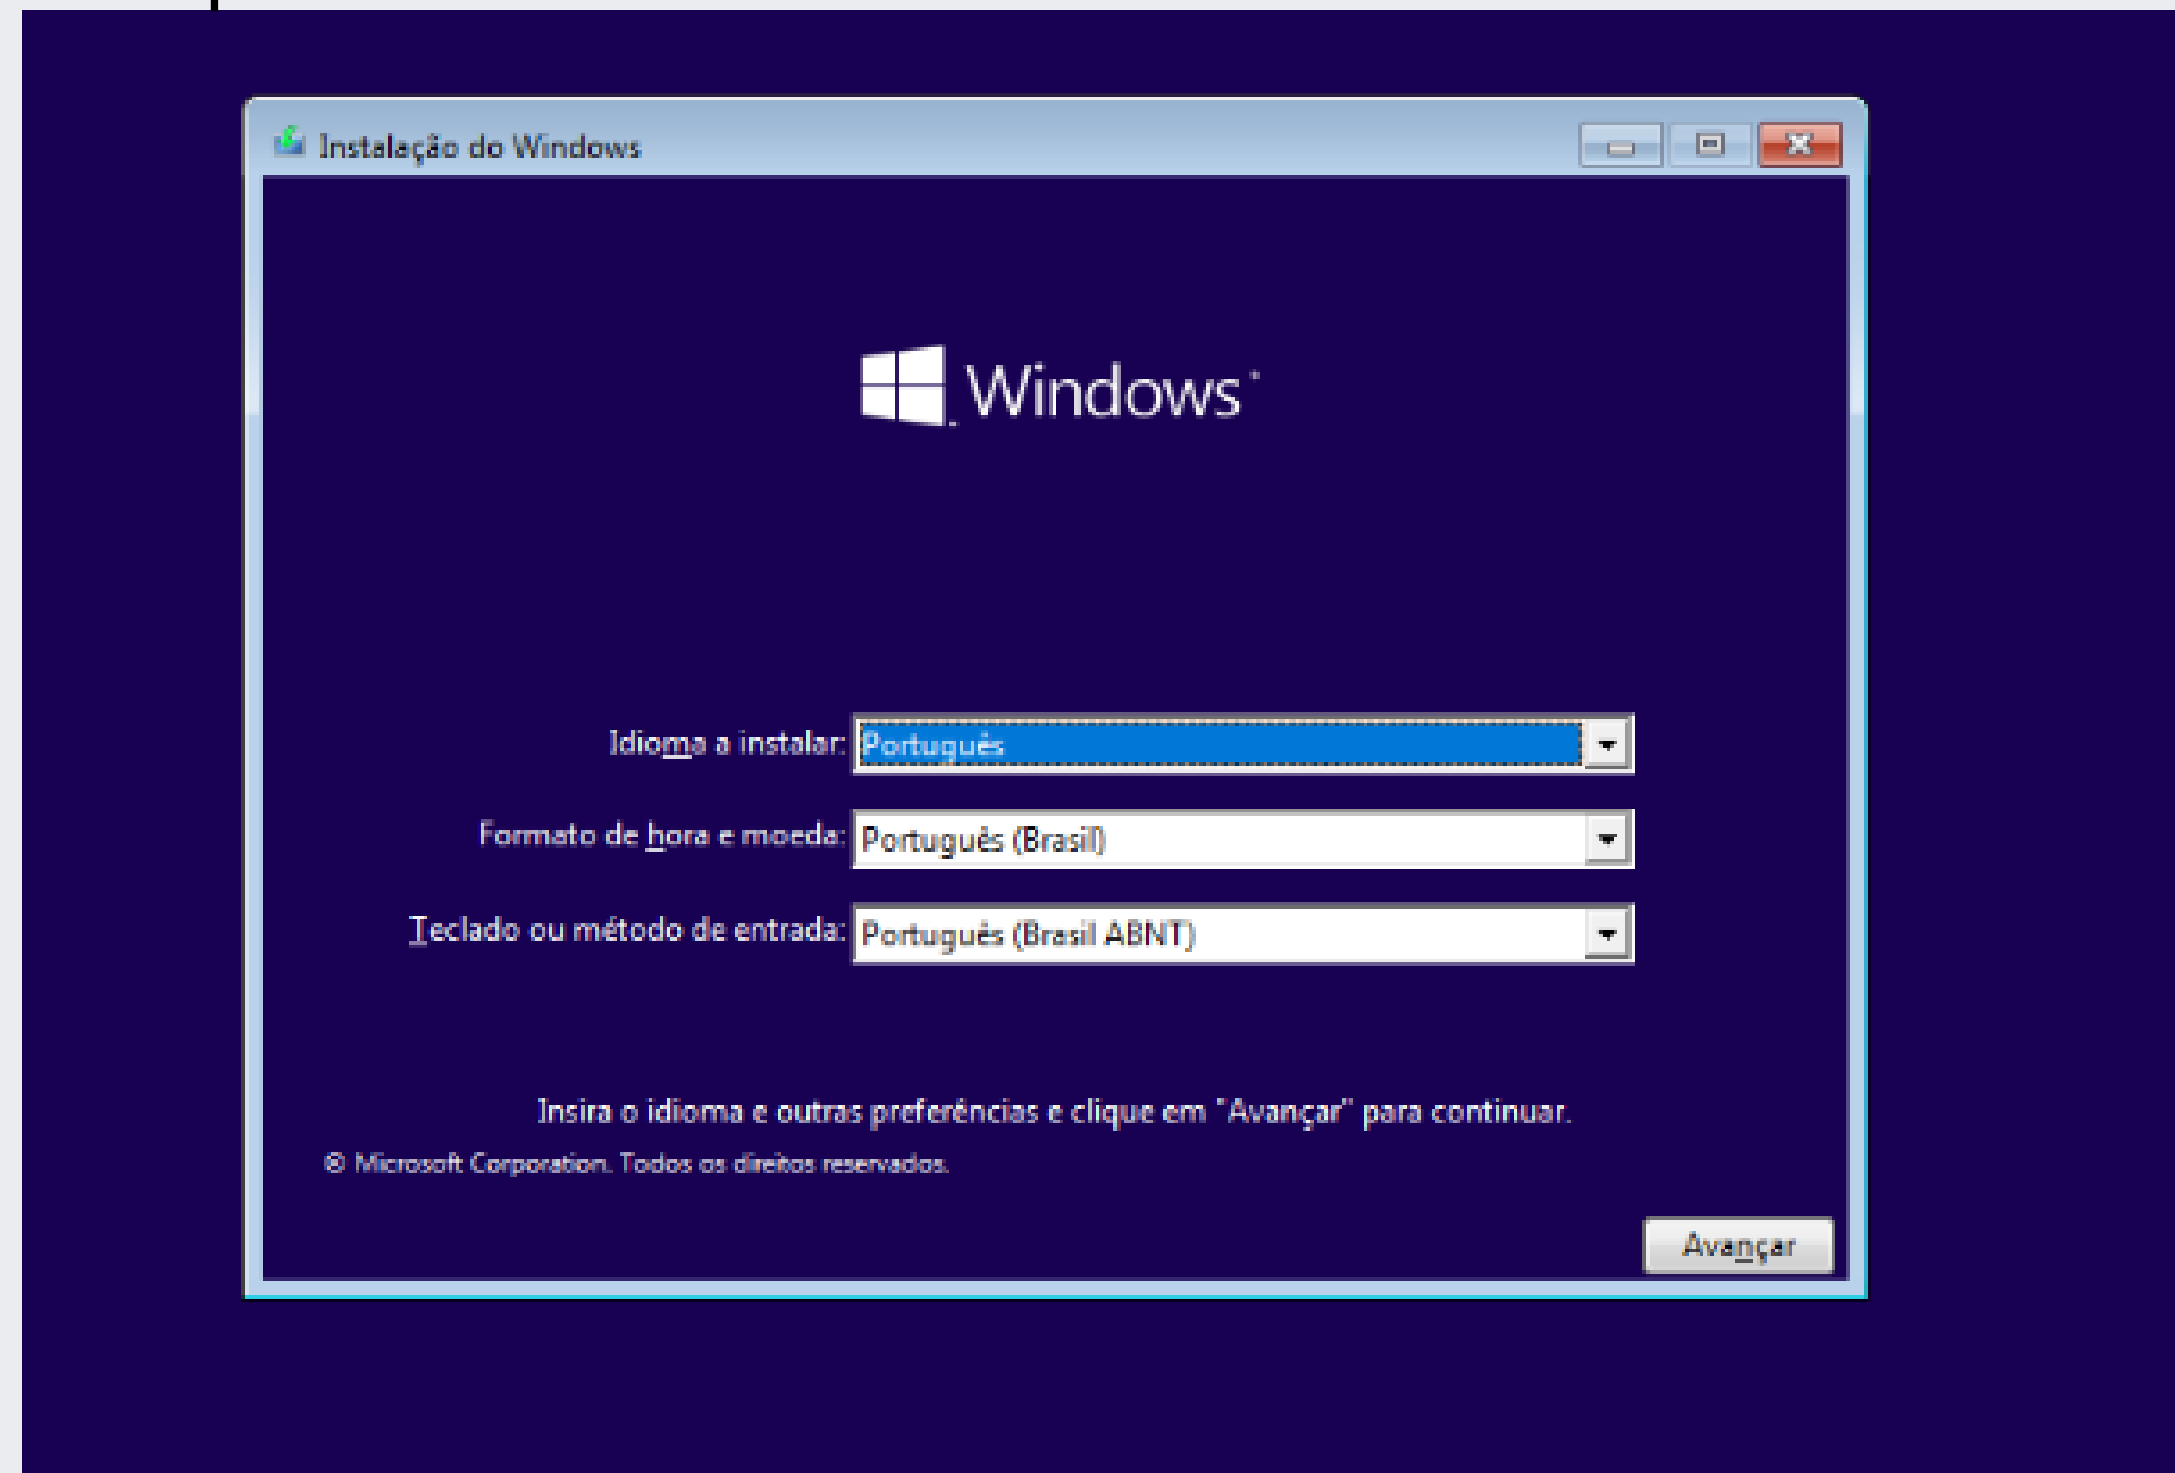 Instalação do Windows
Windows
Idioma a instalar: Português
Formato de hora e moeda: Português (Brasil)
Teclado ou método de entrada: Português (Brasil ABNT)
Insira o idioma e outras preferências e clique em "Avançar" para continuar.
© Microsoft Corporation. Todos os direitos reservados.
Avançar